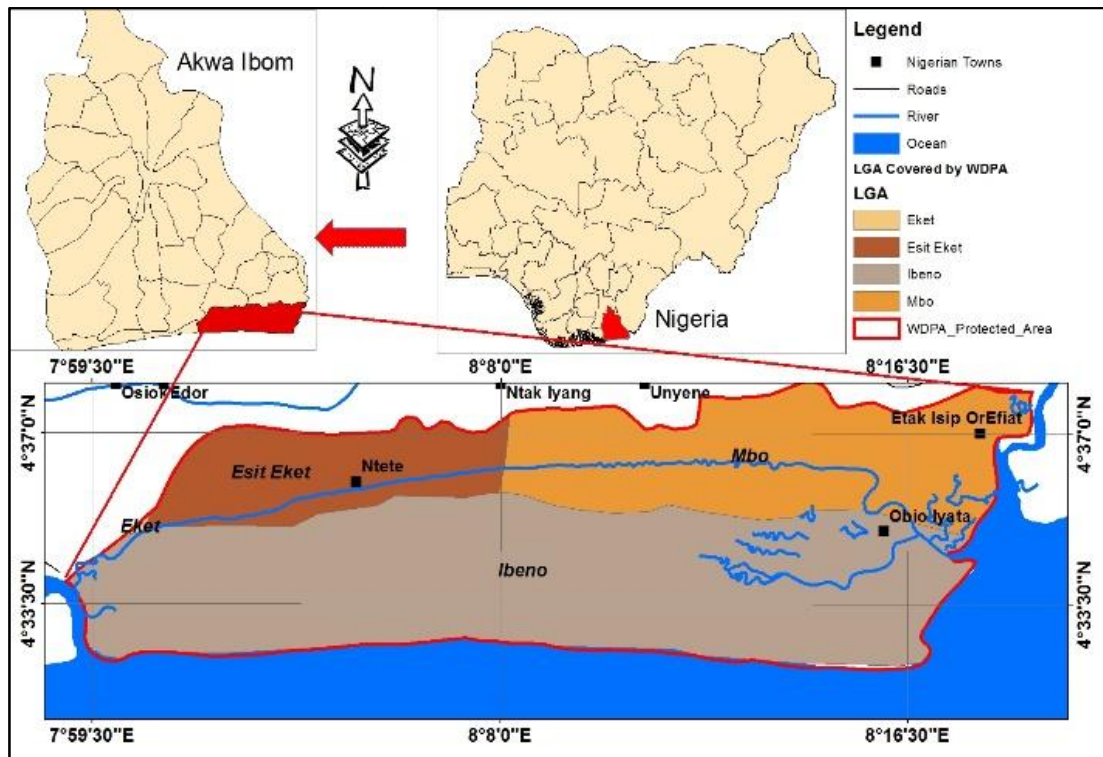 Akwa Ibom
N
Nigeria
Legend
Nigerian Towns
Roads
River
Ocean
LGA Covered by WDPA
LGA
Eket
Esit Eket
Ibeno
Mbo
WDPA_Protected_Area
7°59'30"E 8°8'0"E 8°16'30"E
Osiok Edor Ntak Iyang Unyene
4°37'0"N Etak Isip Or Efiat 4°37'0"N
Esit Eket Ntete Mbo
Eket Obio Iyata
Ibeno
4°33'30"N 4°33'30"N
7°59'30"E 8°8'0"E 8°16'30"E